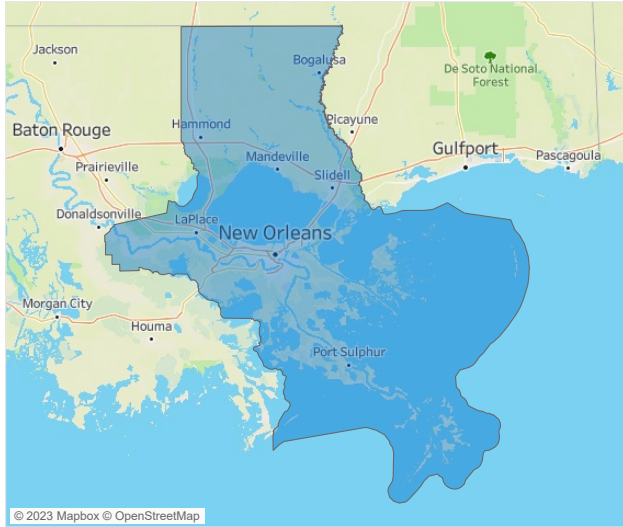 Jackson
Bogalusa
De Soto National
Forest
Baton Rouge
Hammond
Picayune
Gulfport
Pascagoula
Prairieville
Mandeville
Slidell
Donaldsonville
LaPlace
New Orleans
Morgan City
Houma
Port Sulphur
© 2023 Mapbox © OpenStreetMap